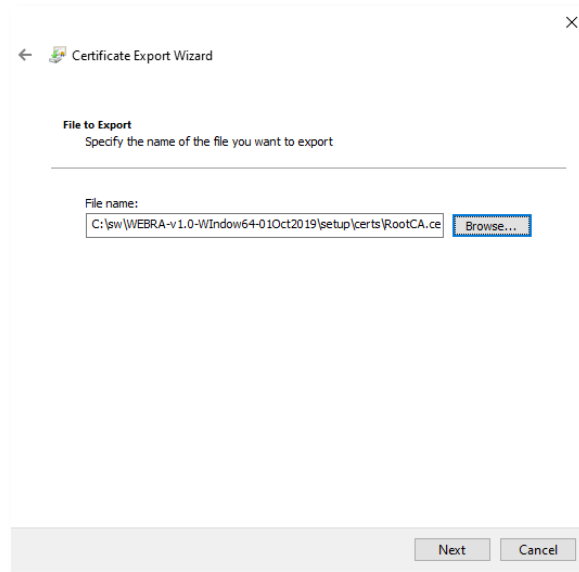 Certificate Export Wizard
File to Export
Specify the name of the file you want to export
File name:
C:\sw\WEBRA-v1.0-WIndow64-01Oct2019\setup\certs\RootCA.ce
Browse...
Next
Cancel